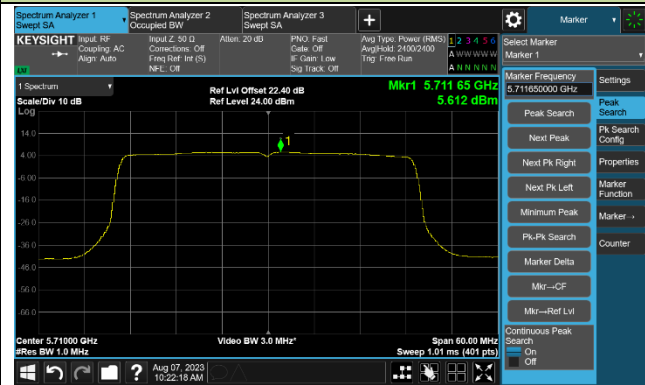 Spectrum Analyzer 1
Swept SA
Spectrum Analyzer 2
Occupied BW
Spectrum Analyzer 3
Swept SA
+
Marker
KEYSIGHT
Input: RF
Coupling: AC
Align: Auto
Input Z: 50 Ω
Corrections: Off
Freq Ref: Int (S)
NFE: Off
Atten: 20 dB
PNO: Fast
Gate: Off
IF Gain: Low
Sig Track: Off
Avg Type: Power (RMS)
Avg|Hold: 2400/2400
Trig: Free Run
1 2 3 4 5 6
A W W W W W
A N N N N N
Select Marker
Marker 1
1 Spectrum
Scale/Div 10 dB
Log
Ref Lvl Offset 22.40 dB
Ref Level 24.00 dBm
Mkr1 5.711 65 GHz
5.612 dBm
14.0
4.00
-6.00
-16.0
-26.0
-36.0
-46.0
-56.0
-66.0
1
Center 5.71000 GHz
#Res BW 1.0 MHz
Video BW 3.0 MHz*
Span 60.00 MHz
Sweep 1.01 ms (401 pts)
Marker Frequency
5.711650000 GHz
Peak Search
Next Peak
Next Pk Right
Next Pk Left
Minimum Peak
Pk-Pk Search
Marker Delta
Mkr→CF
Mkr→Ref Lvl
Continuous Peak
Search
On
Off
Settings
Peak
Search
Pk Search
Config
Properties
Marker
Function
Marker→
Counter
?
Aug 07, 2023
10:22:18 AM